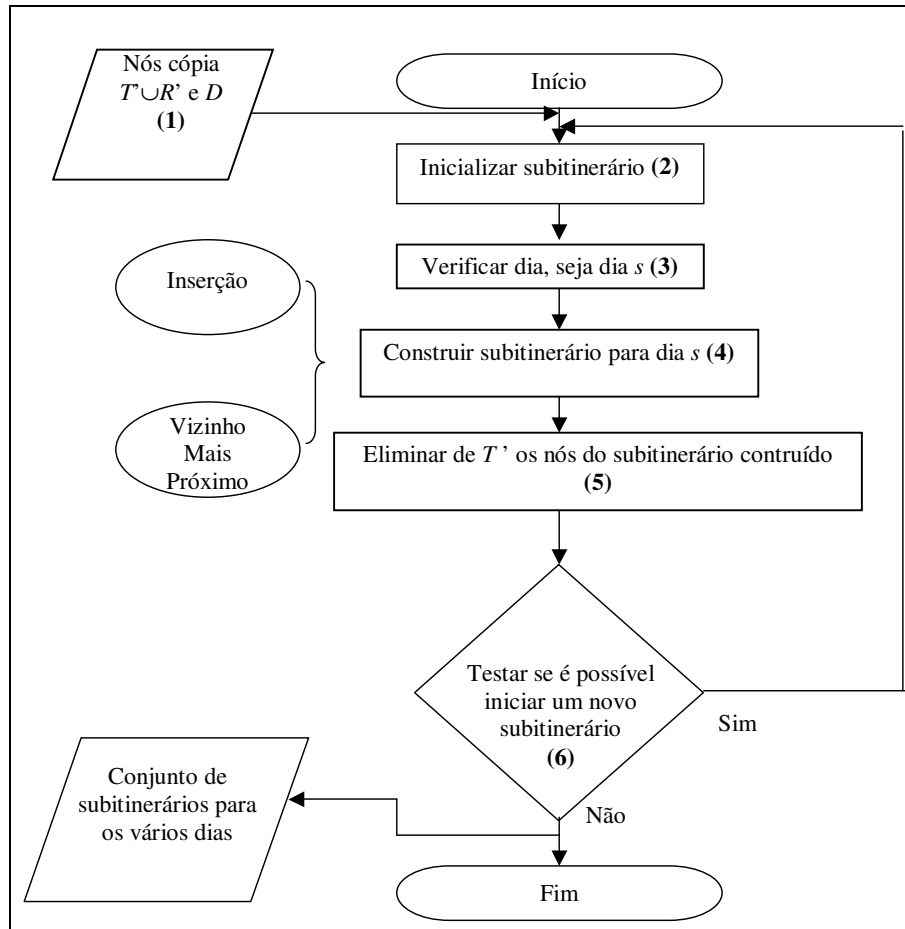 Nós cópia
T'∪R' e D
(1)
Início
Inicializar subitinerário (2)
Verificar dia, seja dia s (3)
Inserção
Construir subitinerário para dia s (4)
Vizinho
Mais
Próximo
Eliminar de T ' os nós do subitinerário contruído
(5)
Testar se é possível
iniciar um novo
subitinerário
(6)
Sim
Conjunto de
subitinerários para
os vários dias
Não
Fim